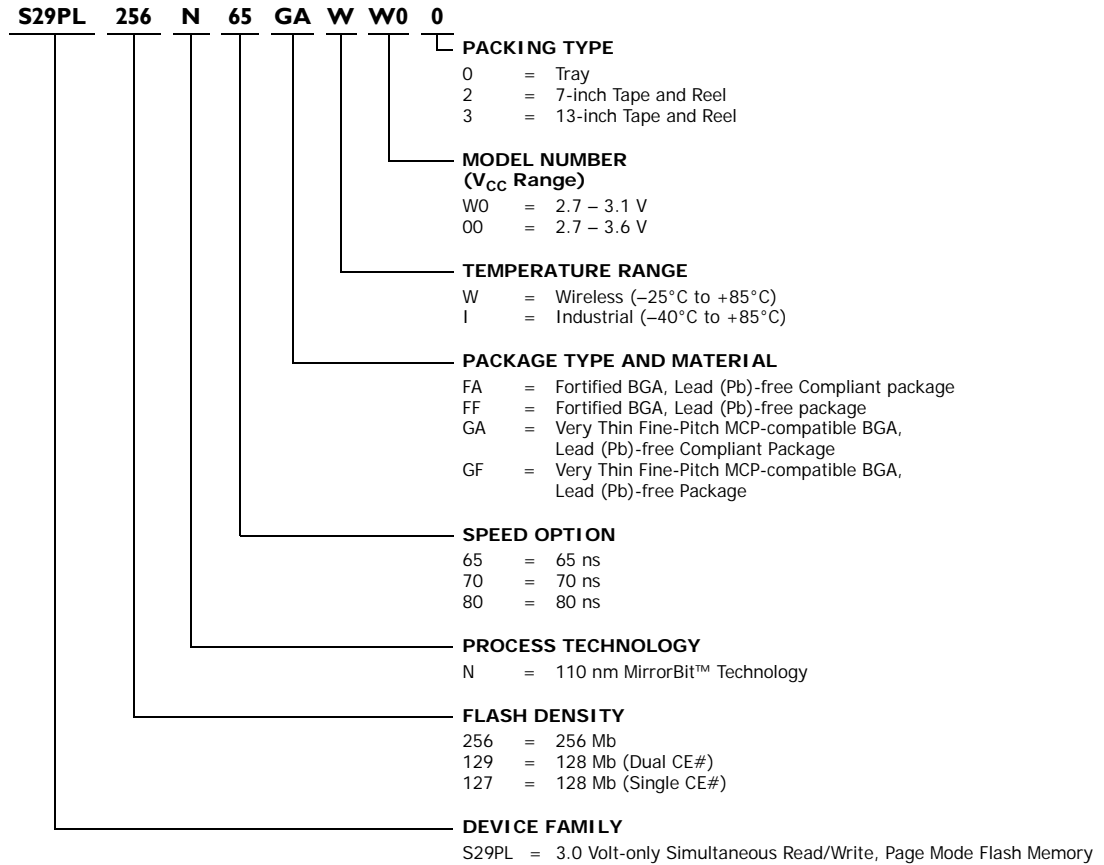 S29PL 256 N 65 GA W W0 0
PACKING TYPE
0 = Tray
2 = 7-inch Tape and Reel
3 = 13-inch Tape and Reel
MODEL NUMBER
(VCC Range)
W0 = 2.7 – 3.1 V
00 = 2.7 – 3.6 V
TEMPERATURE RANGE
W = Wireless (–25°C to +85°C)
I = Industrial (–40°C to +85°C)
PACKAGE TYPE AND MATERIAL
FA = Fortified BGA, Lead (Pb)-free Compliant package
FF = Fortified BGA, Lead (Pb)-free package
GA = Very Thin Fine-Pitch MCP-compatible BGA,
Lead (Pb)-free Compliant Package
GF = Very Thin Fine-Pitch MCP-compatible BGA,
Lead (Pb)-free Package
SPEED OPTION
65 = 65 ns
70 = 70 ns
80 = 80 ns
PROCESS TECHNOLOGY
N = 110 nm MirrorBit™ Technology
FLASH DENSITY
256 = 256 Mb
129 = 128 Mb (Dual CE#)
127 = 128 Mb (Single CE#)
DEVICE FAMILY
S29PL = 3.0 Volt-only Simultaneous Read/Write, Page Mode Flash Memory